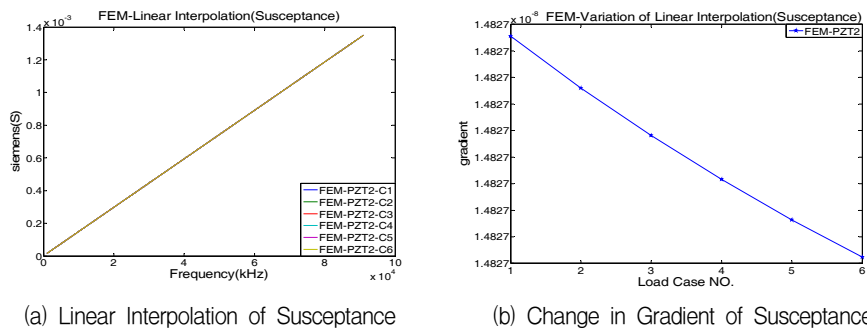 FEM-Linear Interpolation(Susceptance)
x 10⁻³
1.4
1.2
1
0.8
0.6
0.4
0.2
0
siemens(S)
FEM-PZT2-C1
FEM-PZT2-C2
FEM-PZT2-C3
FEM-PZT2-C4
FEM-PZT2-C5
FEM-PZT2-C6
0 2 4 6 8 10
Frequency(kHz)
x 10⁴
(a) Linear Interpolation of Susceptance
FEM-Variation of Linear Interpolation(Susceptance)
x 10⁻⁸
1.4827
1.4827
1.4827
1.4827
1.4827
1.4827
1.4827
1.4827
1.4827
1.4827
gradient
FEM-PZT2
1 2 3 4 5 6
Load Case NO.
(b) Change in Gradient of Susceptance